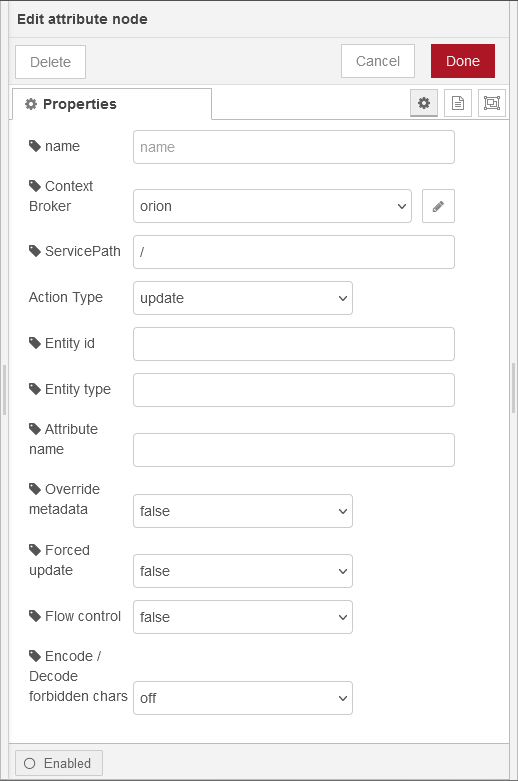 Edit attribute node
Delete
Cancel
Done
Properties
name
name
Context
Broker
orion
ServicePath
/
Action Type
update
Entity id
Entity type
Attribute
name
Override
metadata
false
Forced
update
false
Flow control
false
Encode /
Decode
forbidden chars
off
Enabled